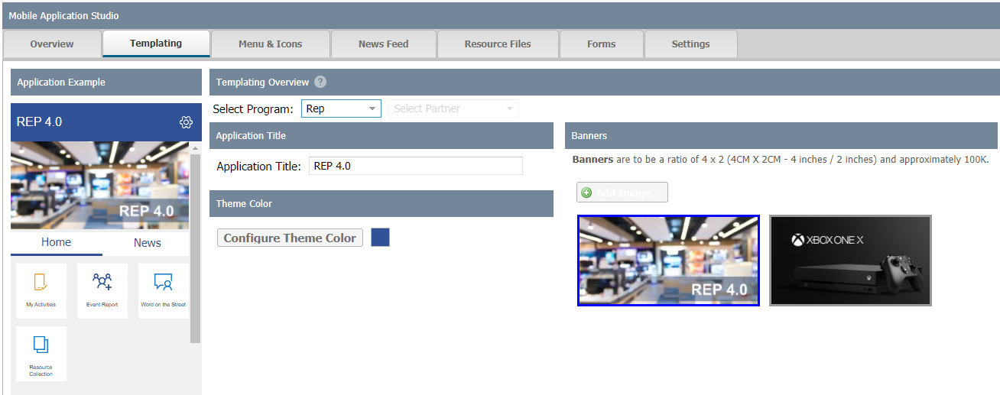 Mobile Application Studio
Overview
Templating
Menu & Icons
News Feed
Resource Files
Forms
Settings
Application Example
Templating Overview ?
Select Program: Rep Select Partner
REP 4.0
Application Title
Banners
Application Title: REP 4.0
Banners are to be a ratio of 4 x 2 (4CM X 2CM - 4 inches / 2 inches) and approximately 100K.
Add Image...
Theme Color
Configure Theme Color
REP 4.0
Home
News
My Activities
Event Report
Word on the Street
Resource
Collection
REP 4.0
XBOX ONE X